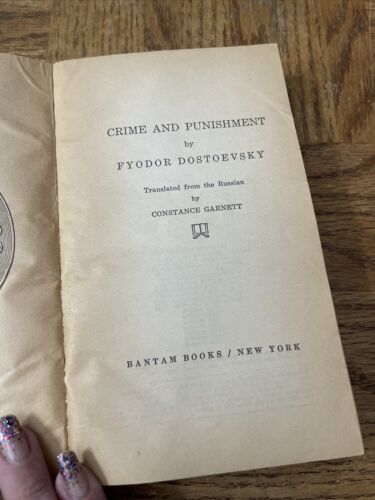 CRIME AND PUNISHMENT
by
FYODOR DOSTOEVSKY
Translated from the Russian
by
CONSTANCE GARNETT
BANTAM BOOKS / NEW YORK